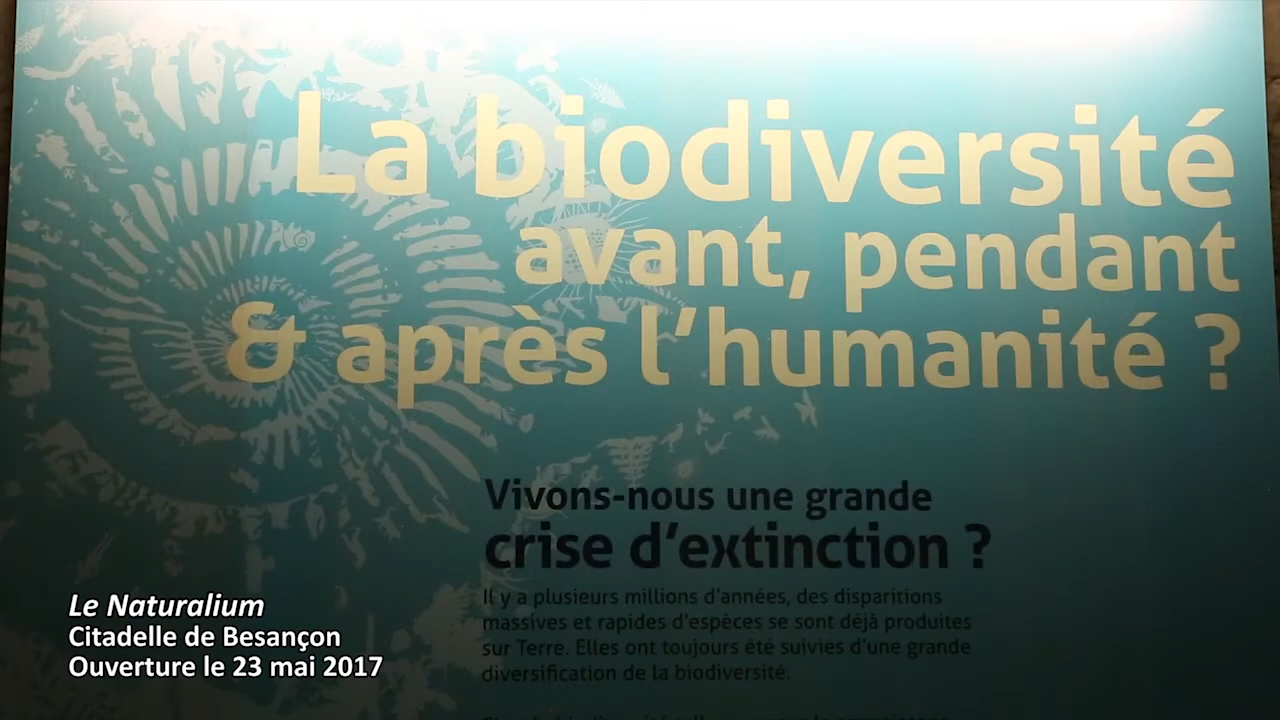 La biodiversité
avant, pendant
& après l'humanité ?
Vivons-nous une grande
crise d'extinction ?
Il y a plusieurs millions d'années, des disparitions
massives et rapides d'espèces se sont déjà produites
sur Terre. Elles ont toujours été suivies d'une grande
diversification de la biodiversité.
Le Naturalium
Citadelle de Besançon
Ouverture le 23 mai 2017